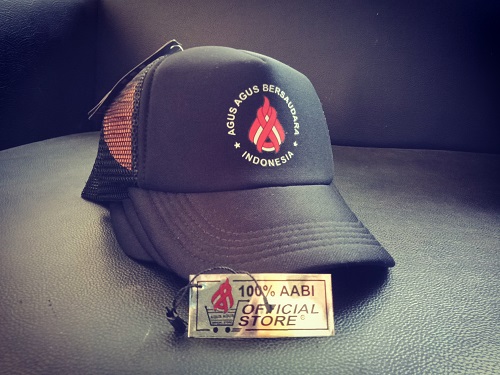 AGUS AGUS BERSAUDARA
★ INDONESIA ★
100% AABI
OFFICIAL
STORE®